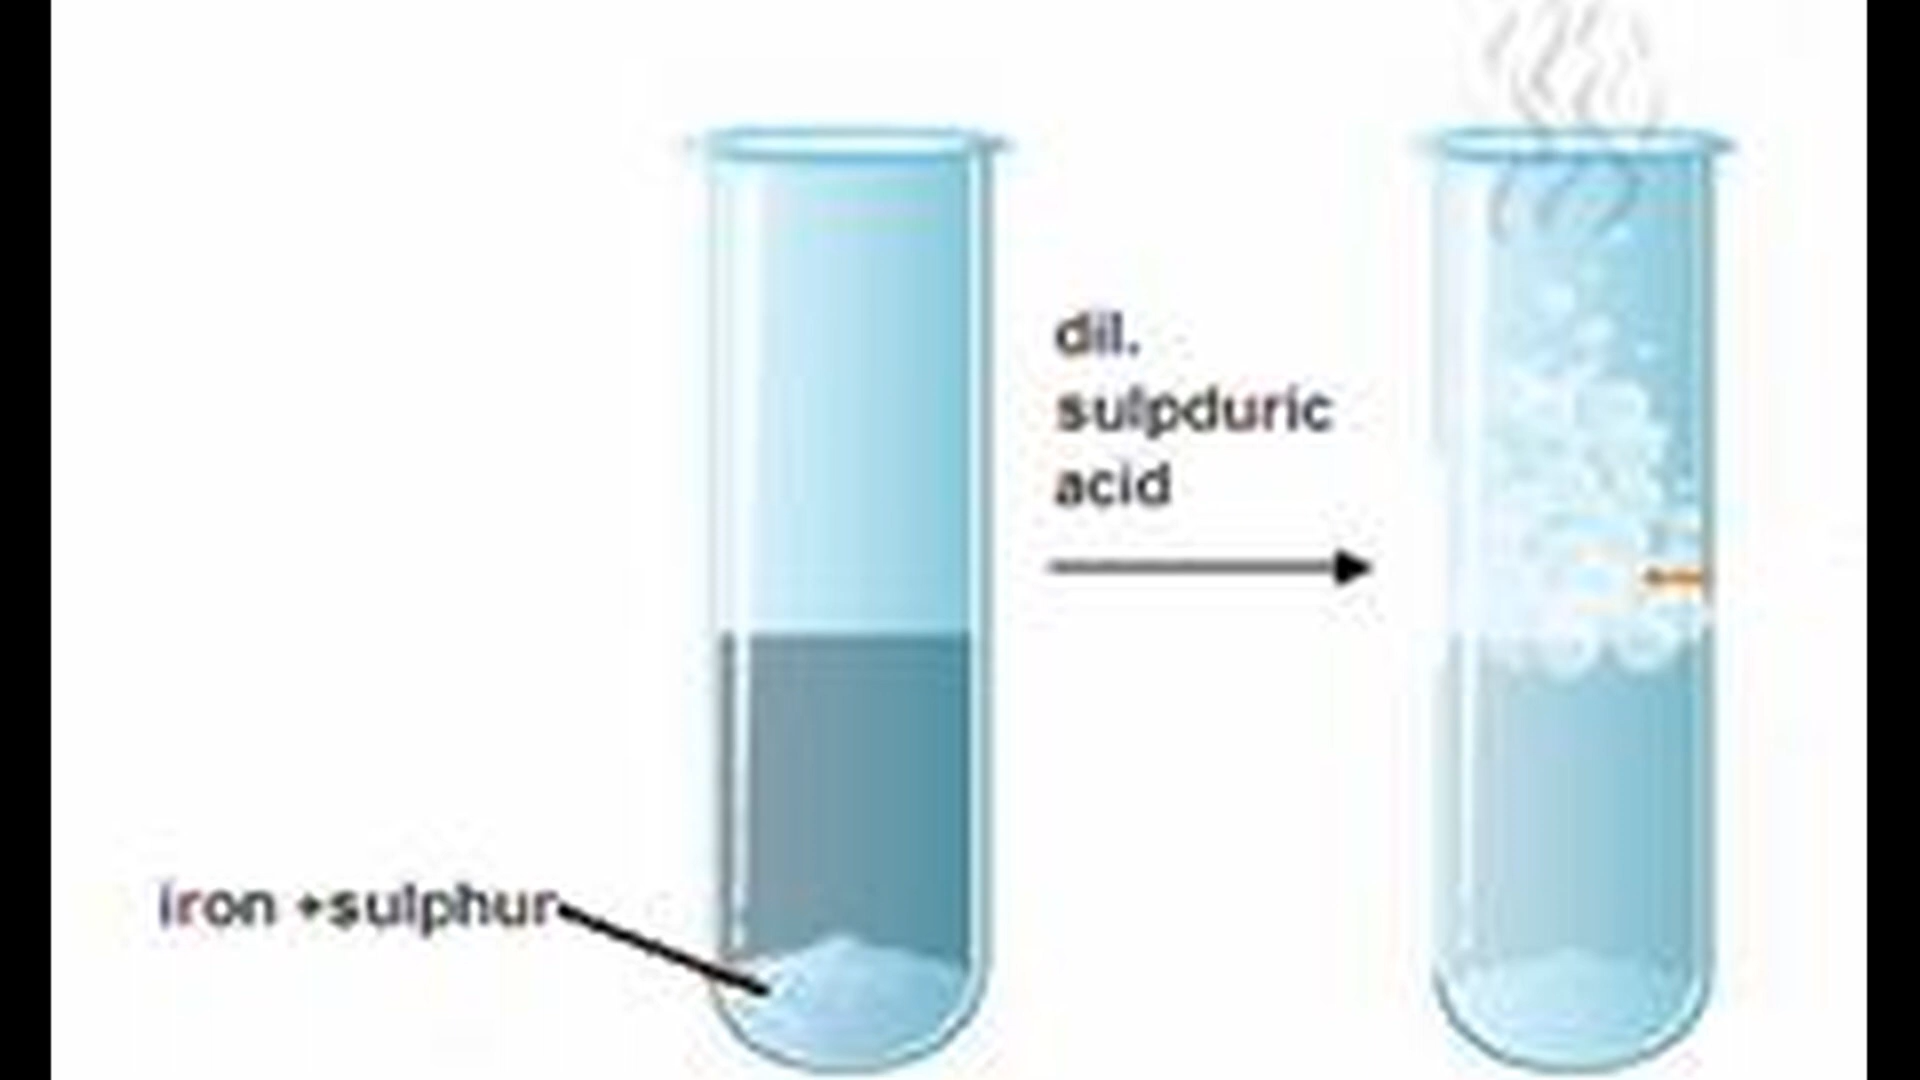 dil.
sulpduric
acid
iron +sulphur